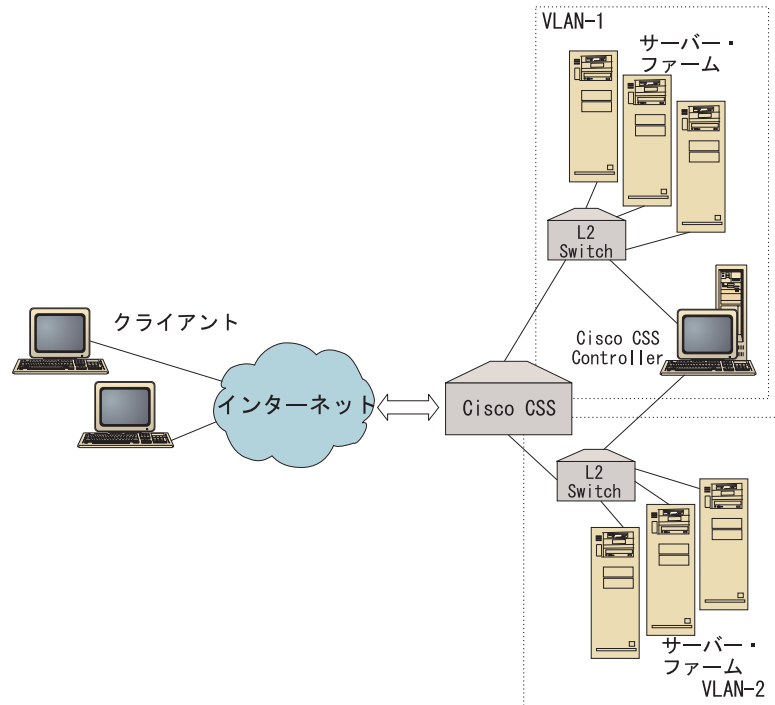 VLAN-1
サーバー・
ファーム
L2
Switch
クライアント
Cisco CSS
Controller
インターネット
Cisco CSS
L2
Switch
サーバー・
ファーム
VLAN-2